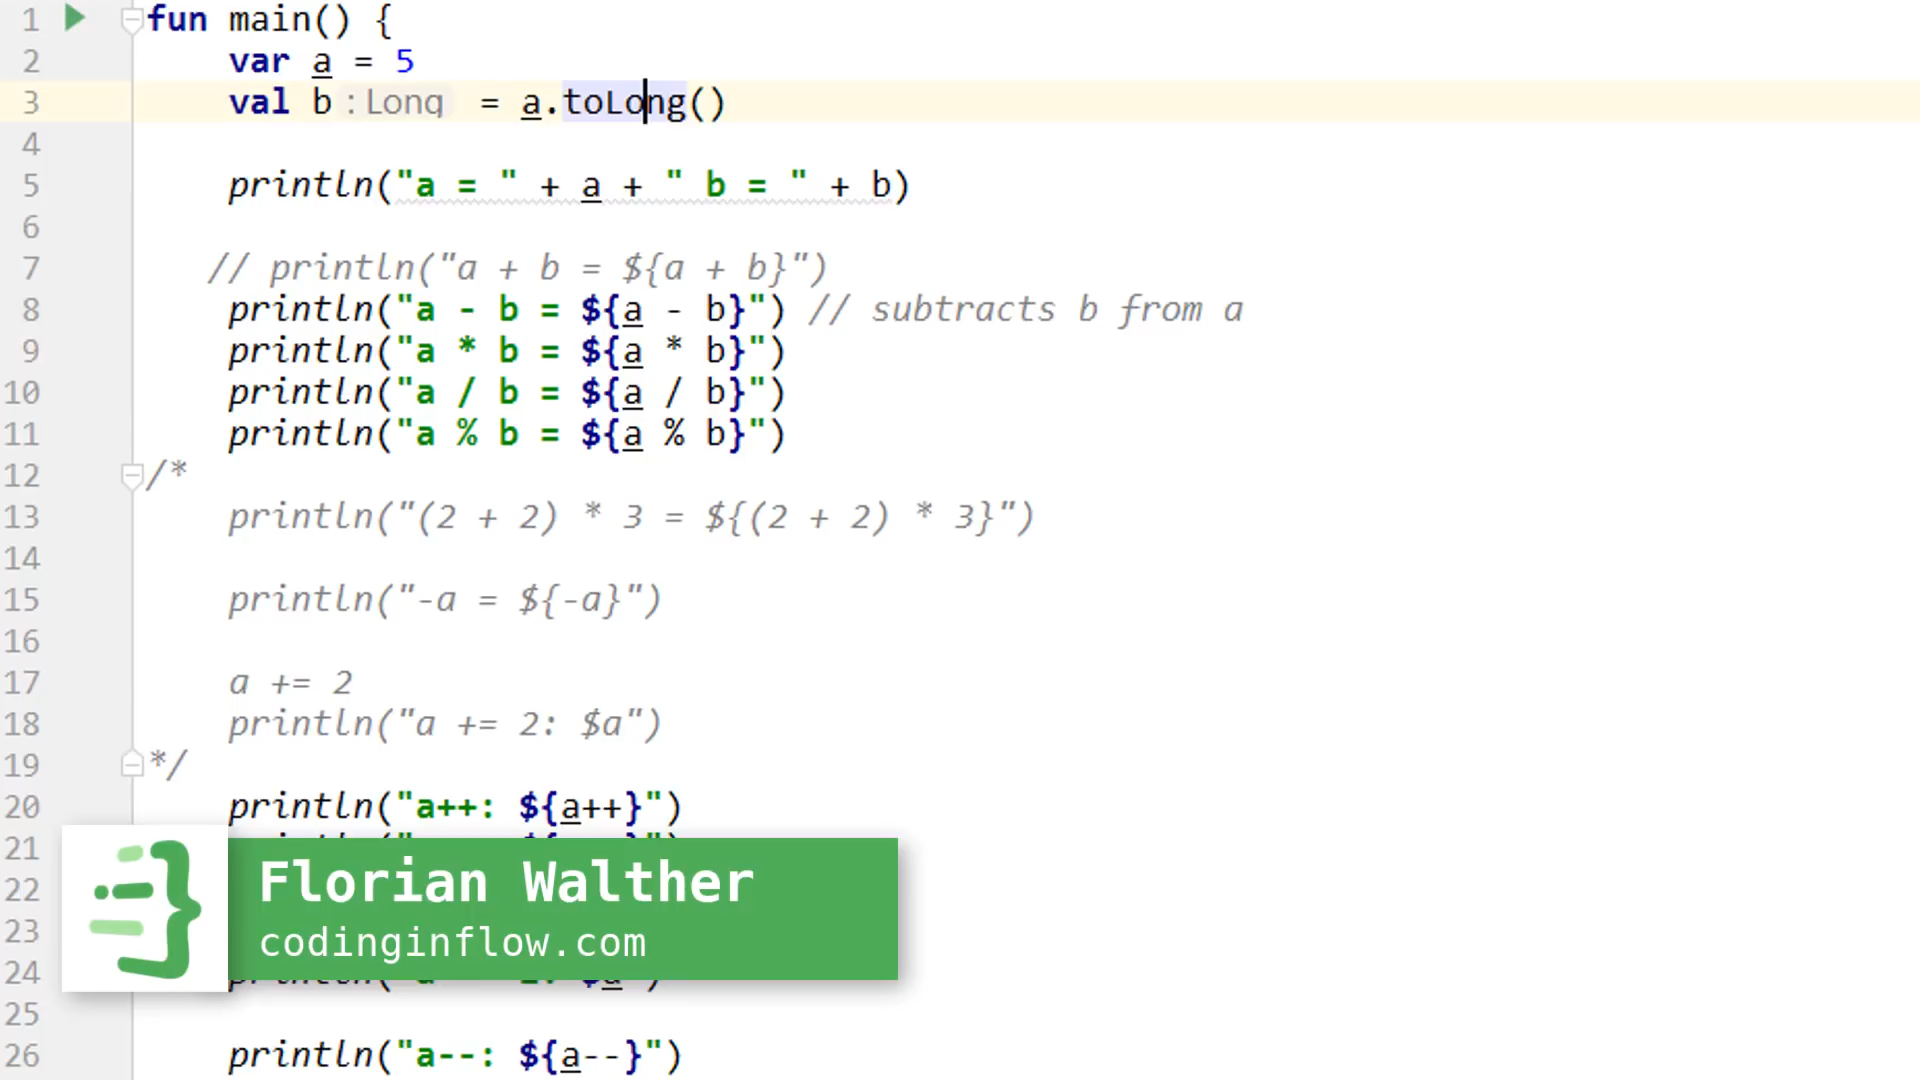 1 fun main() {
2 var a = 5
3 val b : Long = a.toLong()
4
5 println("a = " + a + " b = " + b)
6
7 // println("a + b = ${a + b}")
8 println("a - b = ${a - b}") // subtracts b from a
9 println("a * b = ${a * b}")
10 println("a / b = ${a / b}")
11 println("a % b = ${a % b}")
12 /*
13 println("(2 + 2) * 3 = ${(2 + 2) * 3}")
14
15 println("-a = ${-a}")
16
17 a += 2
18 println("a += 2: $a")
19 */
20 println("a++: ${a++}")
21
22
23
24
25
26 println("a--: ${a--}")
Florian Walther
codinginflow.com